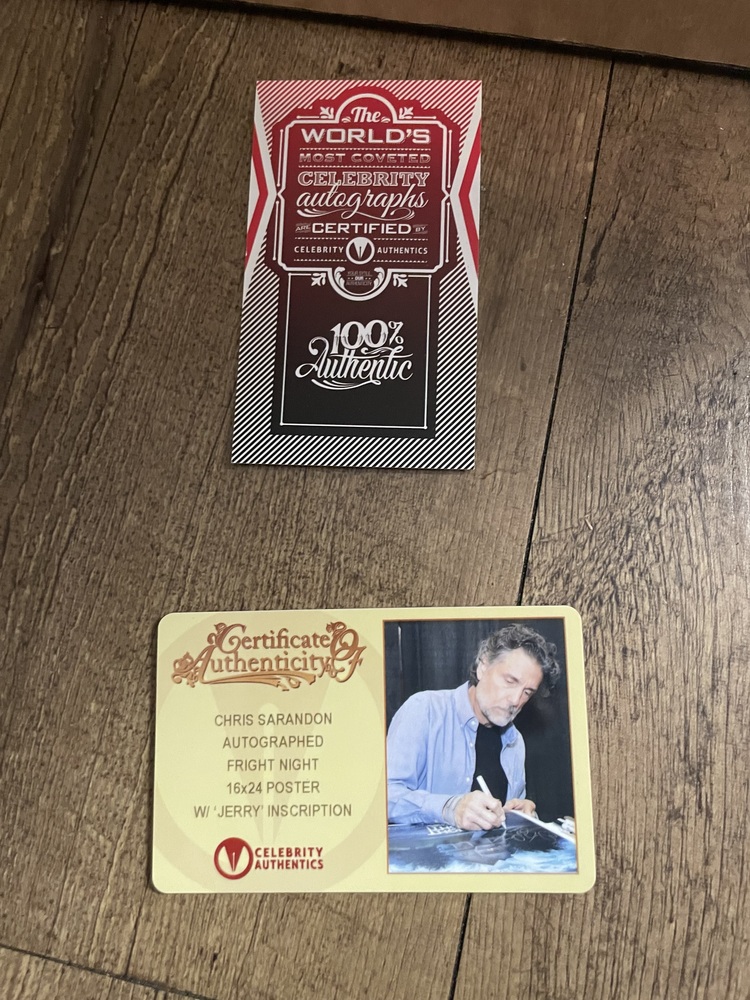 The
WORLD'S
MOST COVETED
CELEBRITY
autographs
ARE CERTIFIED BY
CELEBRITY AUTHENTICS
100%
Authentic
Certificate Of
Authenticity
CHRIS SARANDON
AUTOGRAPHED
FRIGHT NIGHT
16x24 POSTER
W/ 'JERRY' INSCRIPTION
CELEBRITY
AUTHENTICS